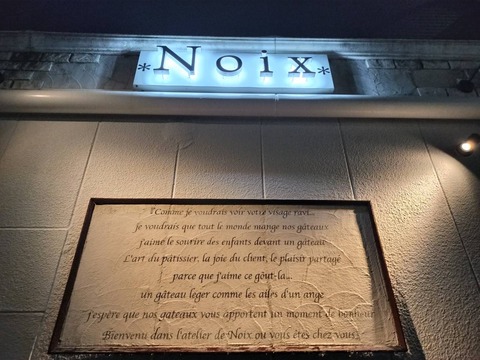 *Noix*
"Comme je voudrais voir votre visage ravi...
Je voudrais que tout le monde mange nos gâteaux
J'aime le sourire des enfants devant un gâteau
L'art du pâtissier, la joie du client, le plaisir partagé
parce que j'aime ce goût-la...
un gâteau léger comme les ailes d'un ange
J'espère que nos gateaux vous apportent un moment de bonheur
Bienvenu dans l'atelier de Noix ou vous êtes chez vous"